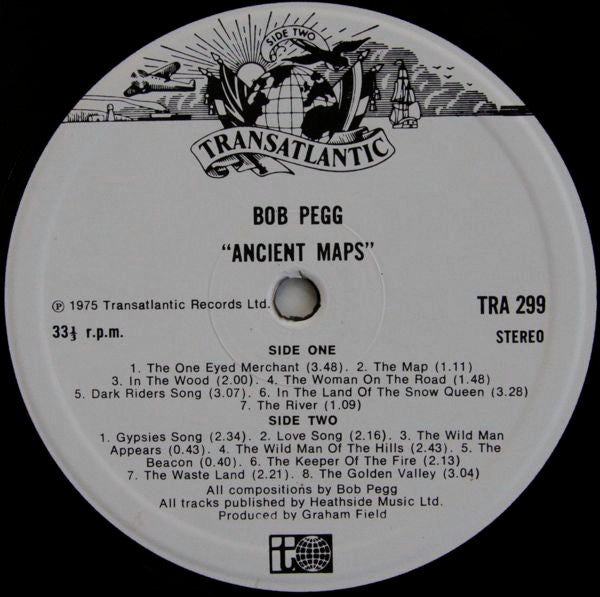 SIDE TWO
TRANSATLANTIC
BOB PEGG
“ANCIENT MAPS”
℗ 1975 Transatlantic Records Ltd.
TRA 299
33⅓ r.p.m.
STEREO
SIDE ONE
1. The One Eyed Merchant (3.48). 2. The Map (1.11)
3. In The Wood (2.00). 4. The Woman On The Road (1.48)
5. Dark Riders Song (3.07). 6. In The Land Of The Snow Queen (3.28)
7. The River (1.09)
SIDE TWO
1. Gypsies Song (2.34). 2. Love Song (2.16). 3. The Wild Man
Appears (0.43). 4. The Wild Man Of The Hills (2.43). 5. The
Beacon (0.40). 6. The Keeper Of The Fire (2.13)
7. The Waste Land (2.21). 8. The Golden Valley (3.04)
All compositions by Bob Pegg
All tracks published by Heathside Music Ltd.
Produced by Graham Field
t